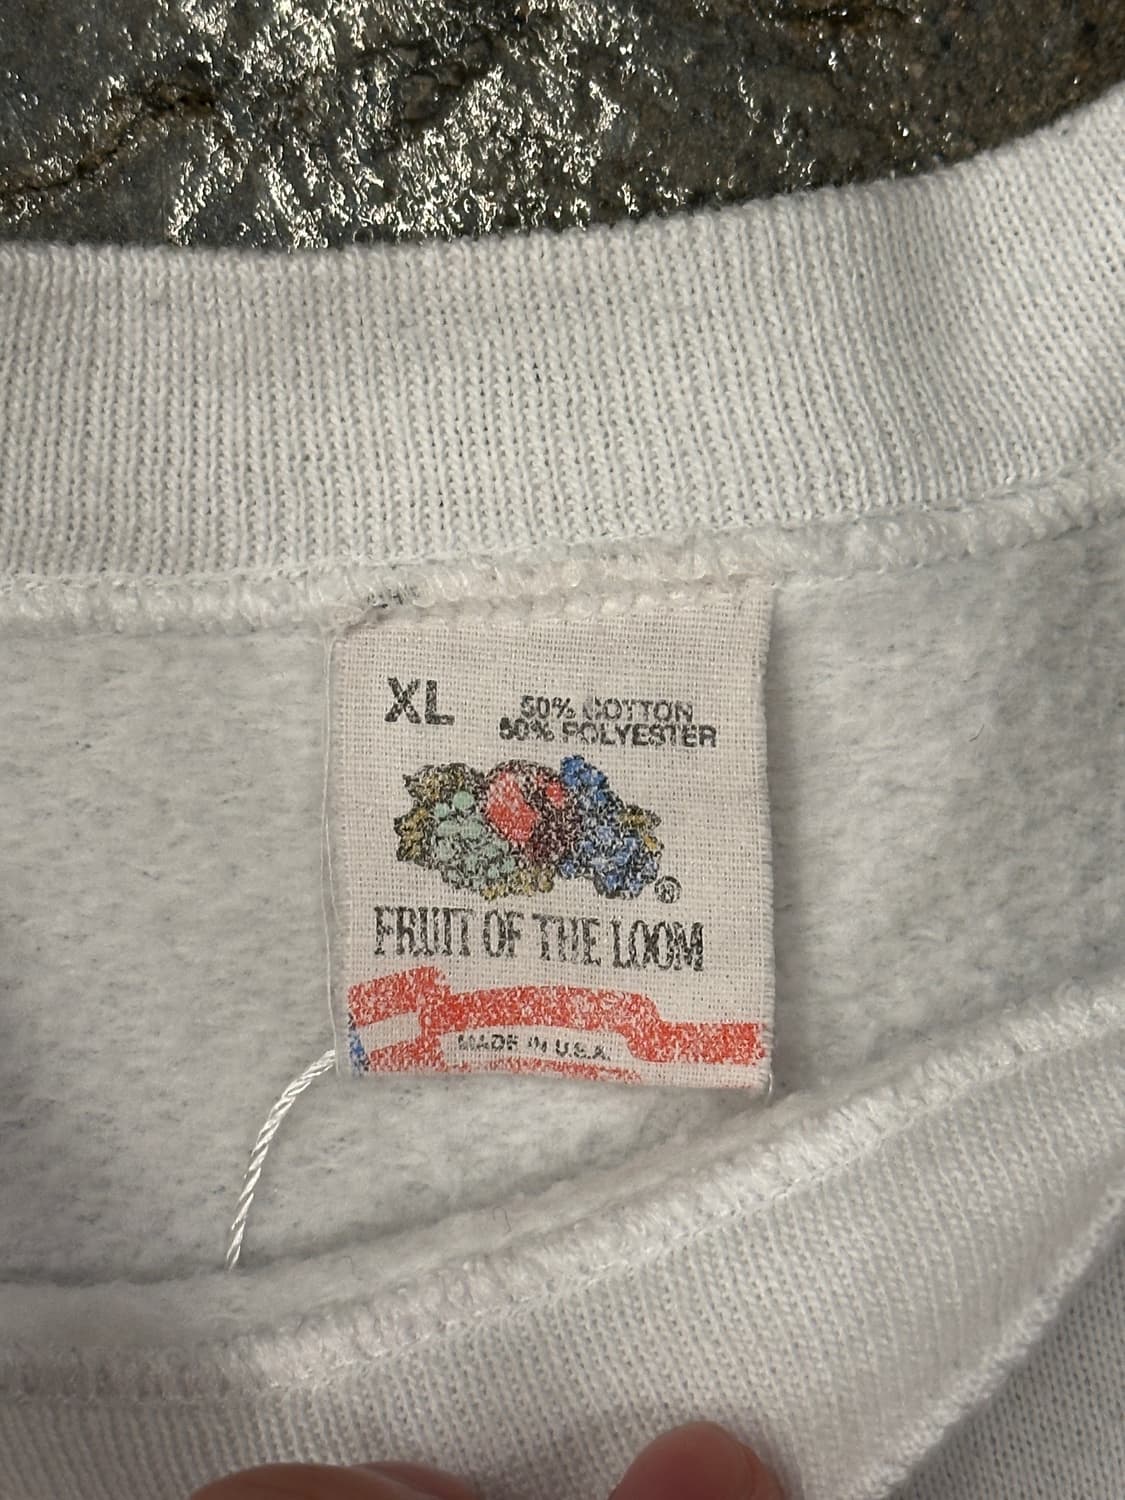 XL
50% COTTON
50% POLYESTER
®
FRUIT OF THE LOOM
MADE IN U.S.A.